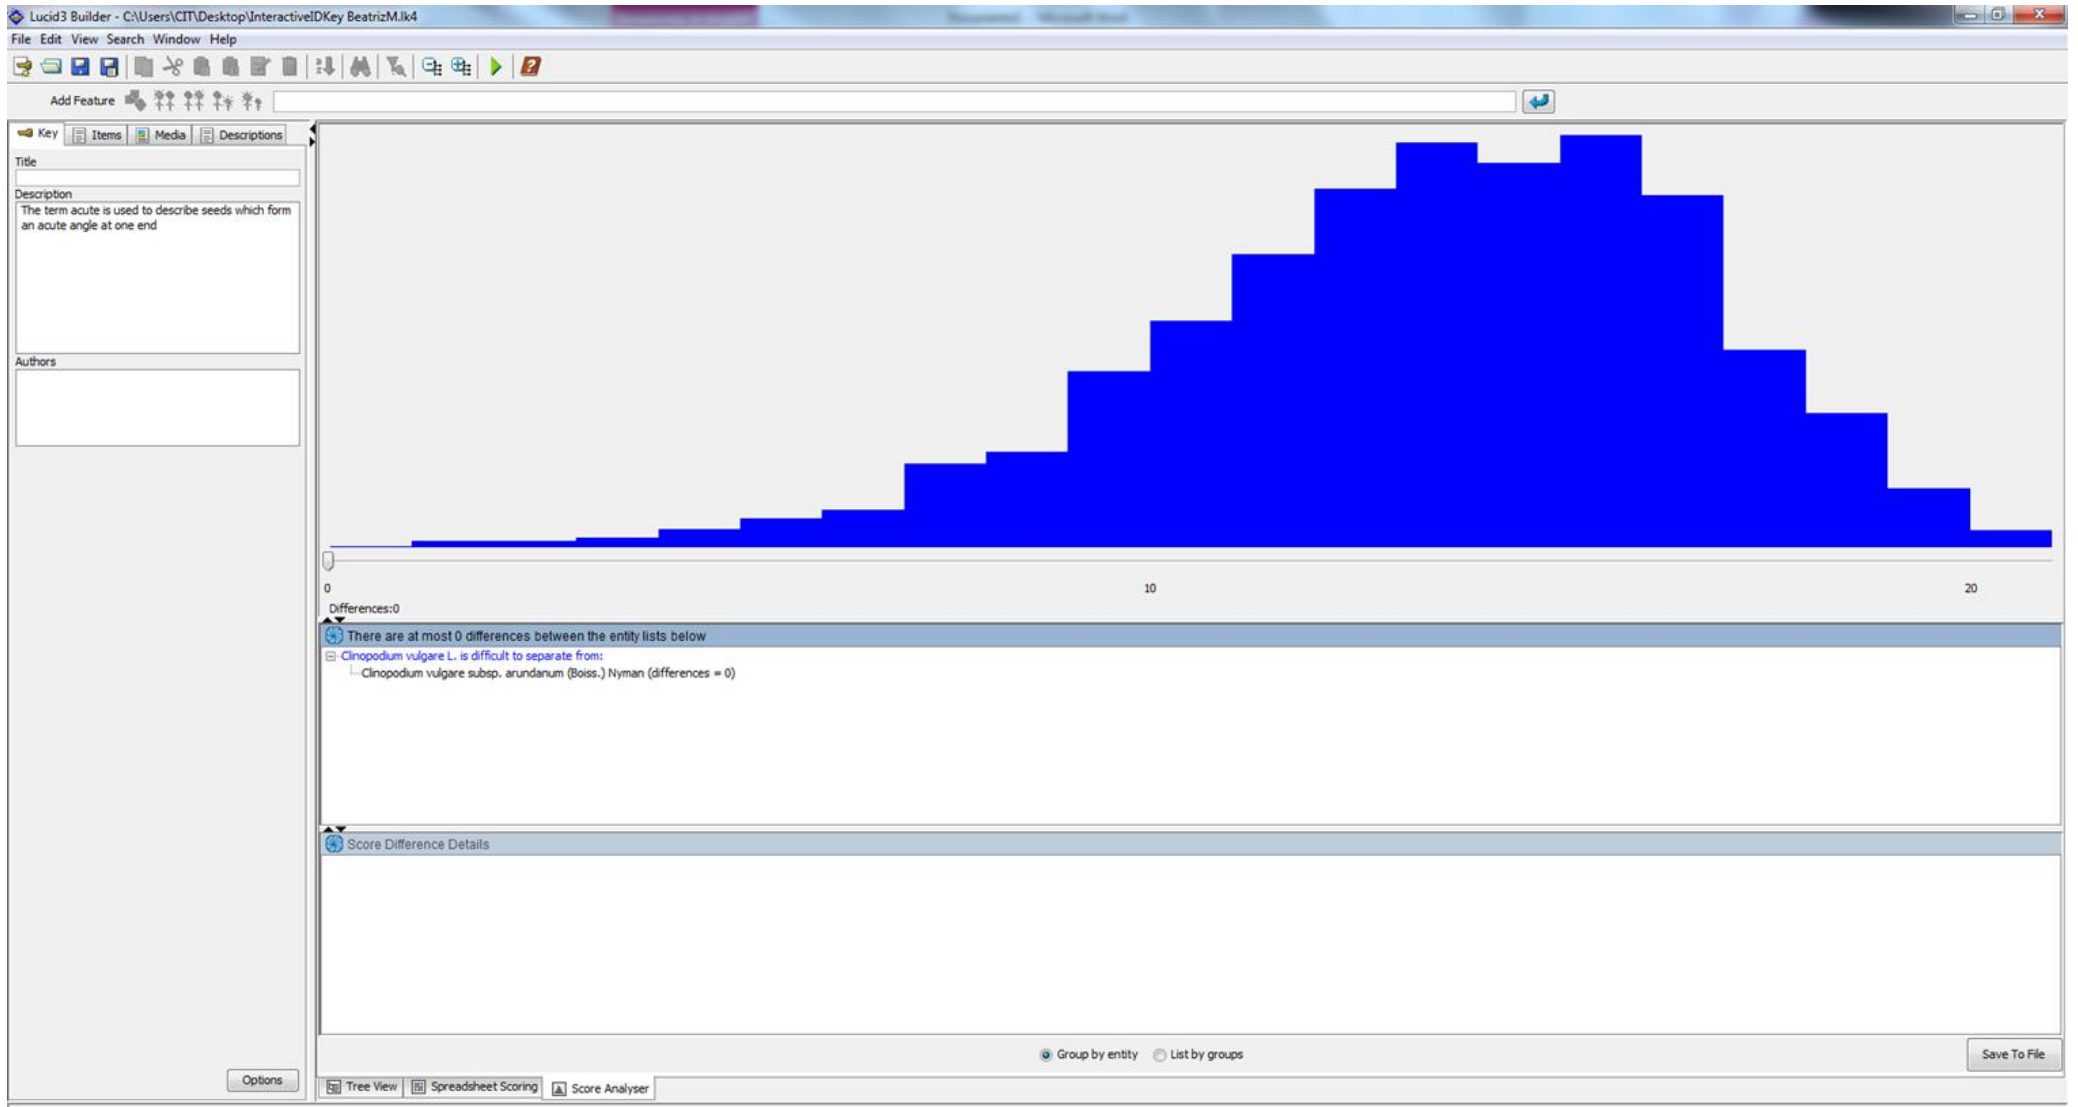 Lucid3 Builder - C:\Users\CIT\Desktop\InteractiveIDKey BeatrizM.lk4
File Edit View Search Window Help
Add Feature
Key Items Media Descriptions
Title
Description
The term acute is used to describe seeds which form
an acute angle at one end
Authors
0 10 20
Differences:0
There are at most 0 differences between the entity lists below
Clinopodium vulgare L. is difficult to separate from:
Clinopodium vulgare subsp. arundanum (Boiss.) Nyman (differences = 0)
Score Difference Details
Group by entity List by groups Save To File
Options
Tree View Spreadsheet Scoring Score Analyser